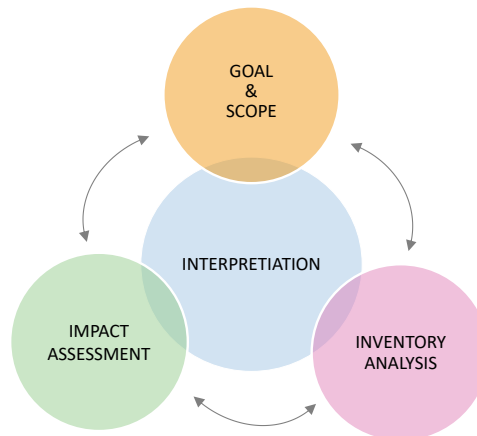 GOAL
&
SCOPE
INTERPRETIATION
IMPACT
ASSESSMENT
INVENTORY
ANALYSIS